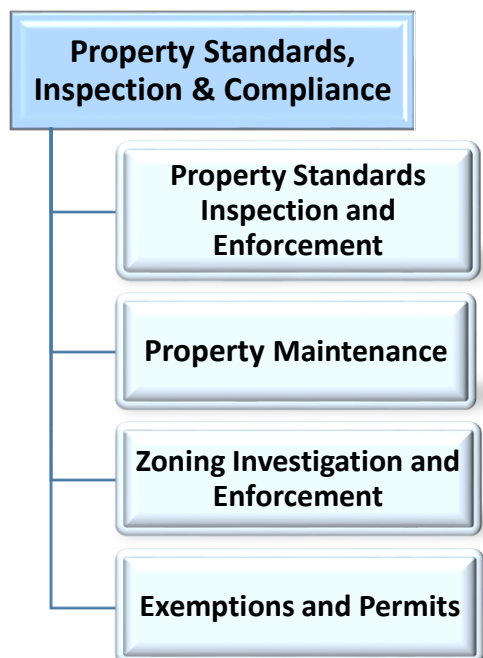 Property Standards,
Inspection & Compliance
Property Standards
Inspection and
Enforcement
Property Maintenance
Zoning Investigation and
Enforcement
Exemptions and Permits